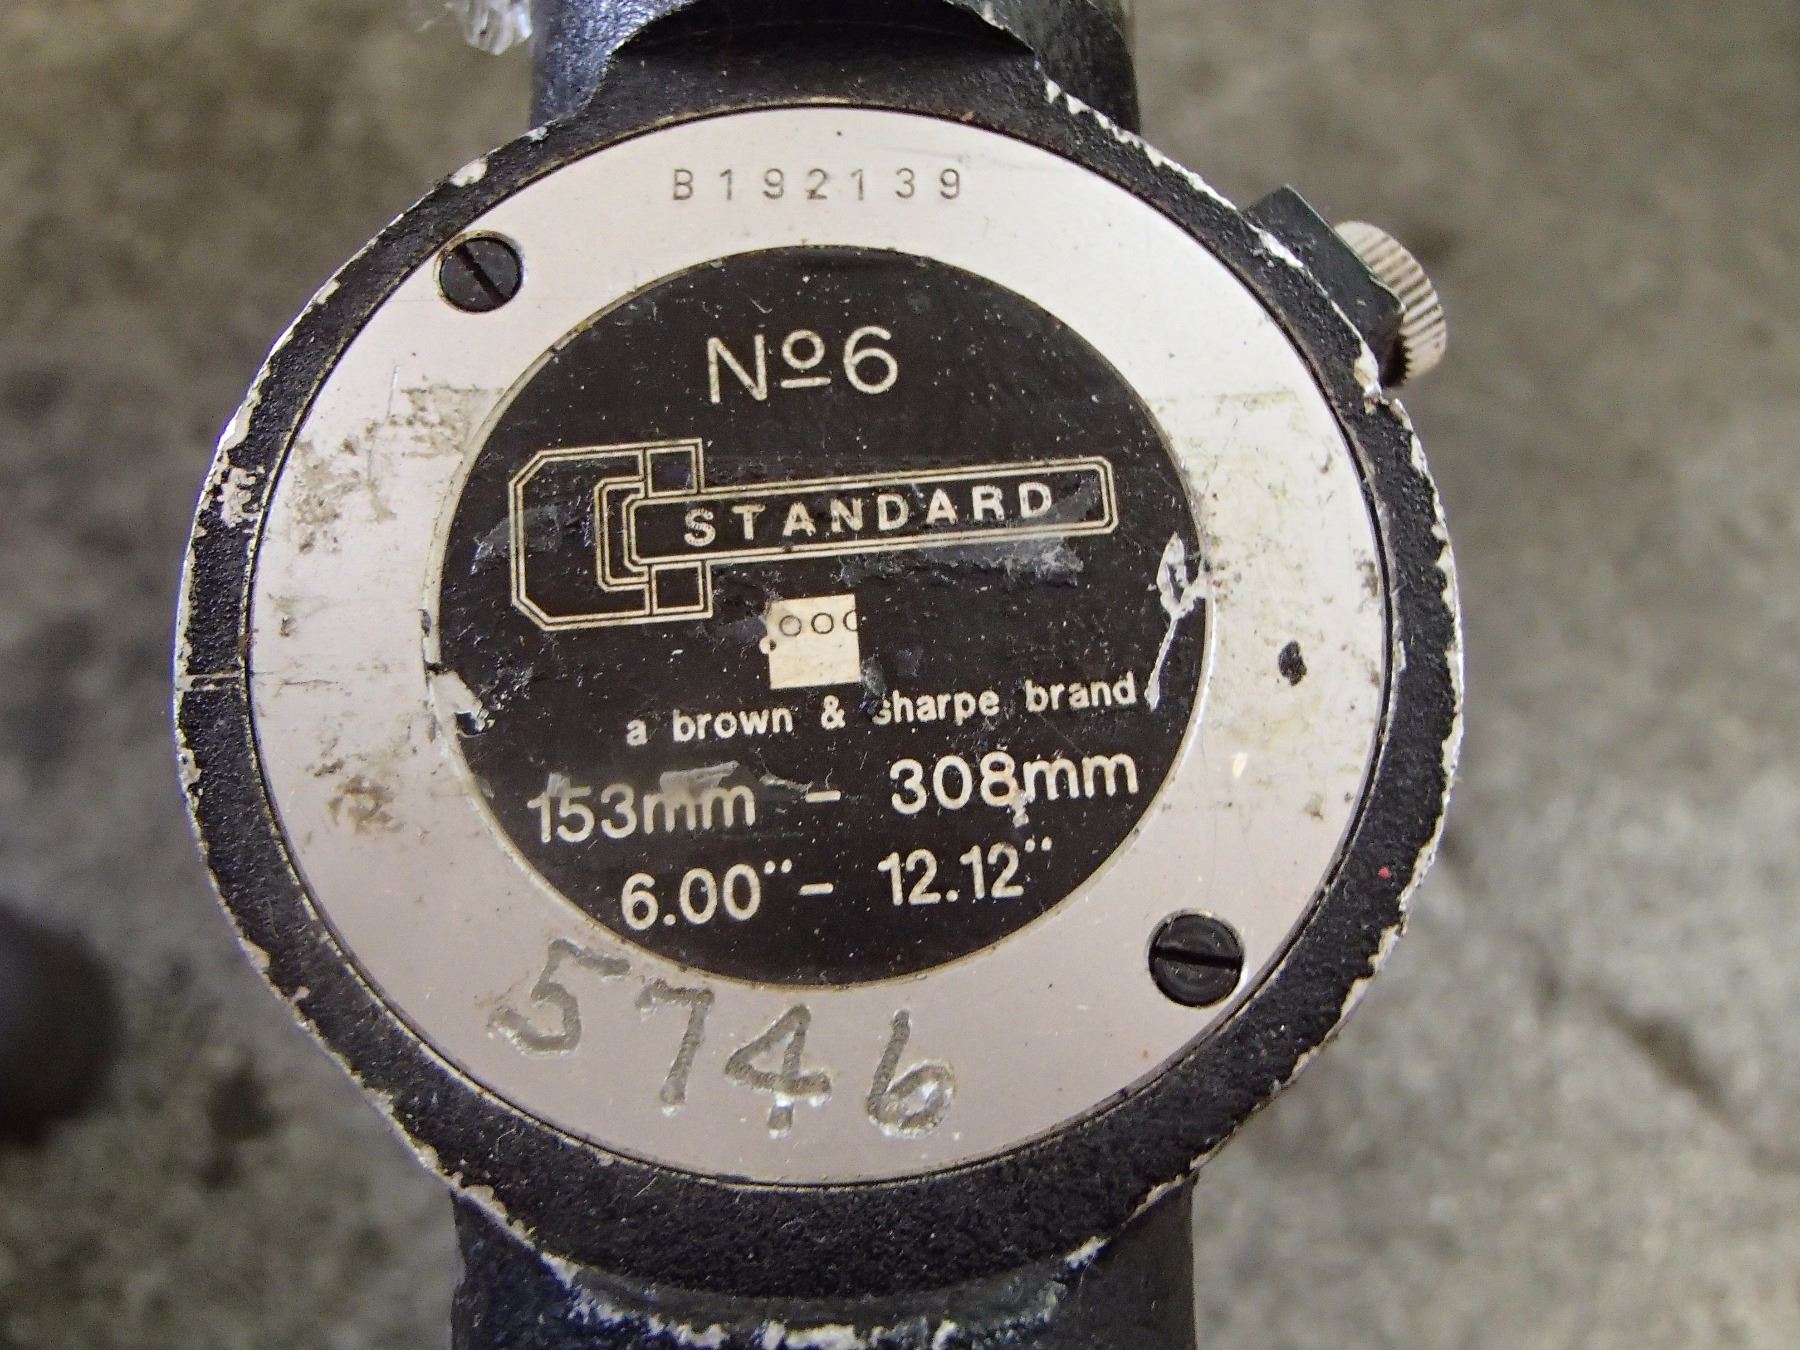 B192139
Nº6
STANDARD
000
a brown & sharpe brand
153mm - 308mm
6.00" - 12.12"
5746